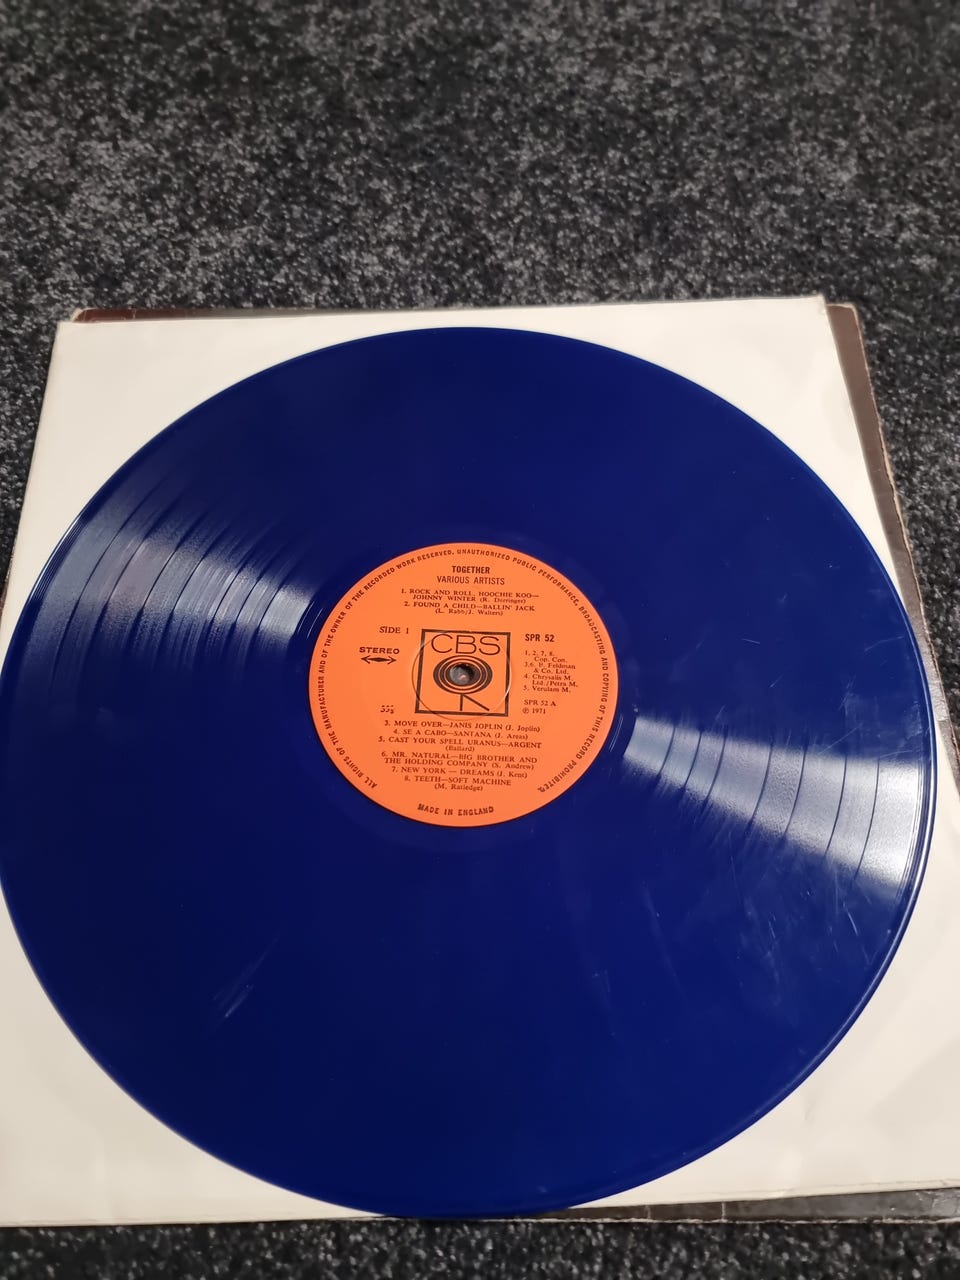 ALL RIGHTS OF THE MANUFACTURER AND OF THE OWNER OF THE RECORDED WORK RESERVED. UNAUTHORIZED PUBLIC PERFORMANCE, BROADCASTING AND COPYING OF THIS RECORD PROHIBITED.
TOGETHER
VARIOUS ARTISTS
1. ROCK AND ROLL, HOOCHIE KOO—
JOHNNY WINTER (R. Derringer)
2. FOUND A CHILD—BALLIN' JACK
(L. Rabb/J. Walters)
SIDE 1
STEREO
CBS
SPR 52
1, 2, 7, 8.
Cop. Con.
3,6. B. Feldman
& Co. Ltd.
4. Chrysalis M.
Ltd./Petra M.
5. Verulam M.
SPR 52 A
℗ 1971
3. MOVE OVER—JANIS JOPLIN (J. Joplin)
4. SE A CABO—SANTANA (J. Areas)
5. CAST YOUR SPELL URANUS—ARGENT
(Ballard)
6. MR. NATURAL—BIG BROTHER AND
THE HOLDING COMPANY (S. Andrew)
7. NEW YORK — DREAMS (J. Kent)
8. TEETH—SOFT MACHINE
(M. Ratledge)
MADE IN ENGLAND